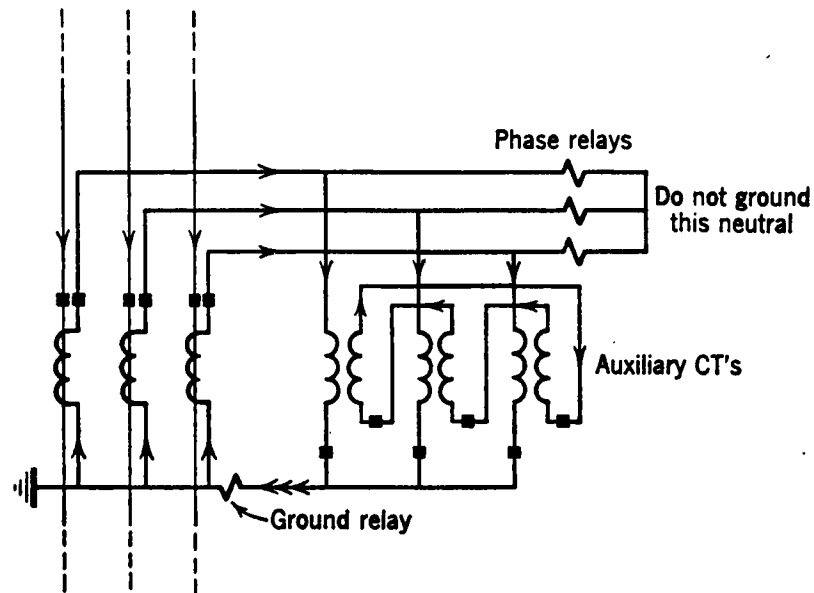 Phase relays
Do not ground
this neutral
Auxiliary CT's
Ground relay